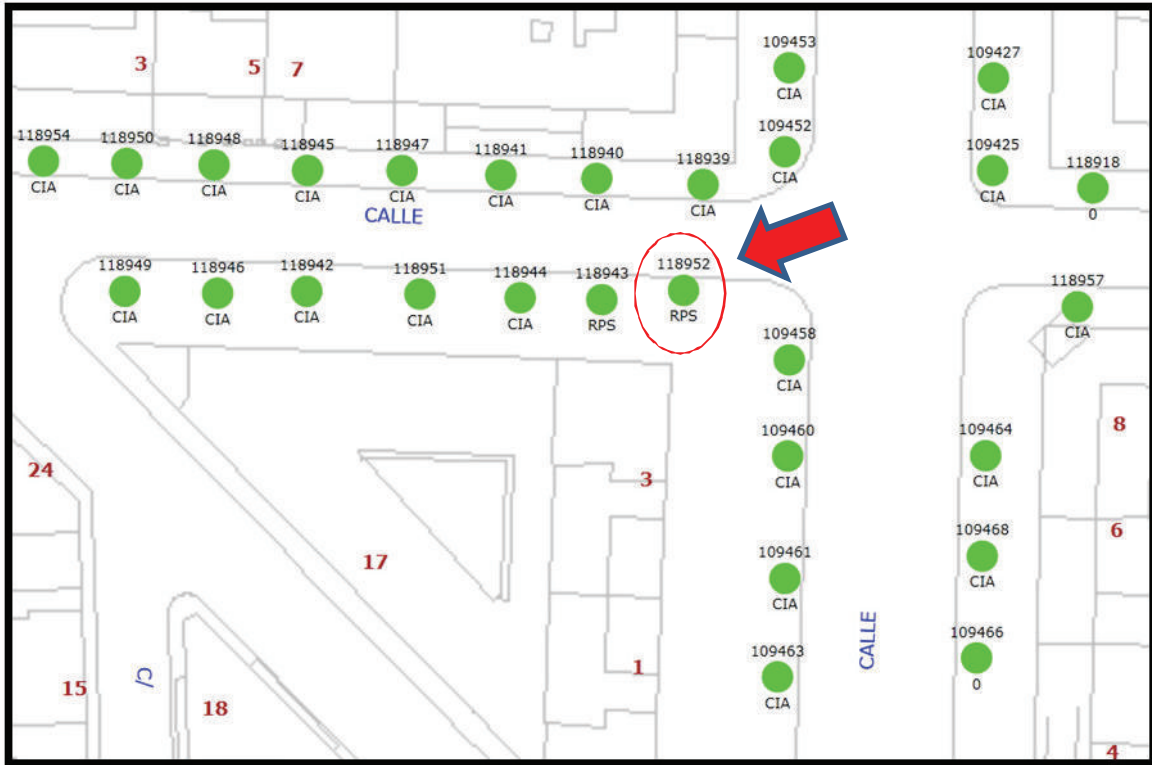 109453
CIA
109427
CIA
3
5
7
118954
CIA
118950
CIA
118948
CIA
118945
CIA
118947
CIA
118941
CIA
118940
CIA
118939
CIA
109452
CIA
109425
CIA
118918
0
CALLE
118949
CIA
118946
CIA
118942
CIA
118951
CIA
118944
CIA
118943
RPS
118952
RPS
118957
CIA
109458
CIA
109460
CIA
109464
CIA
8
24
3
6
17
109461
CIA
109468
CIA
CALLE
109466
0
1
109463
CIA
15
C/
18
4